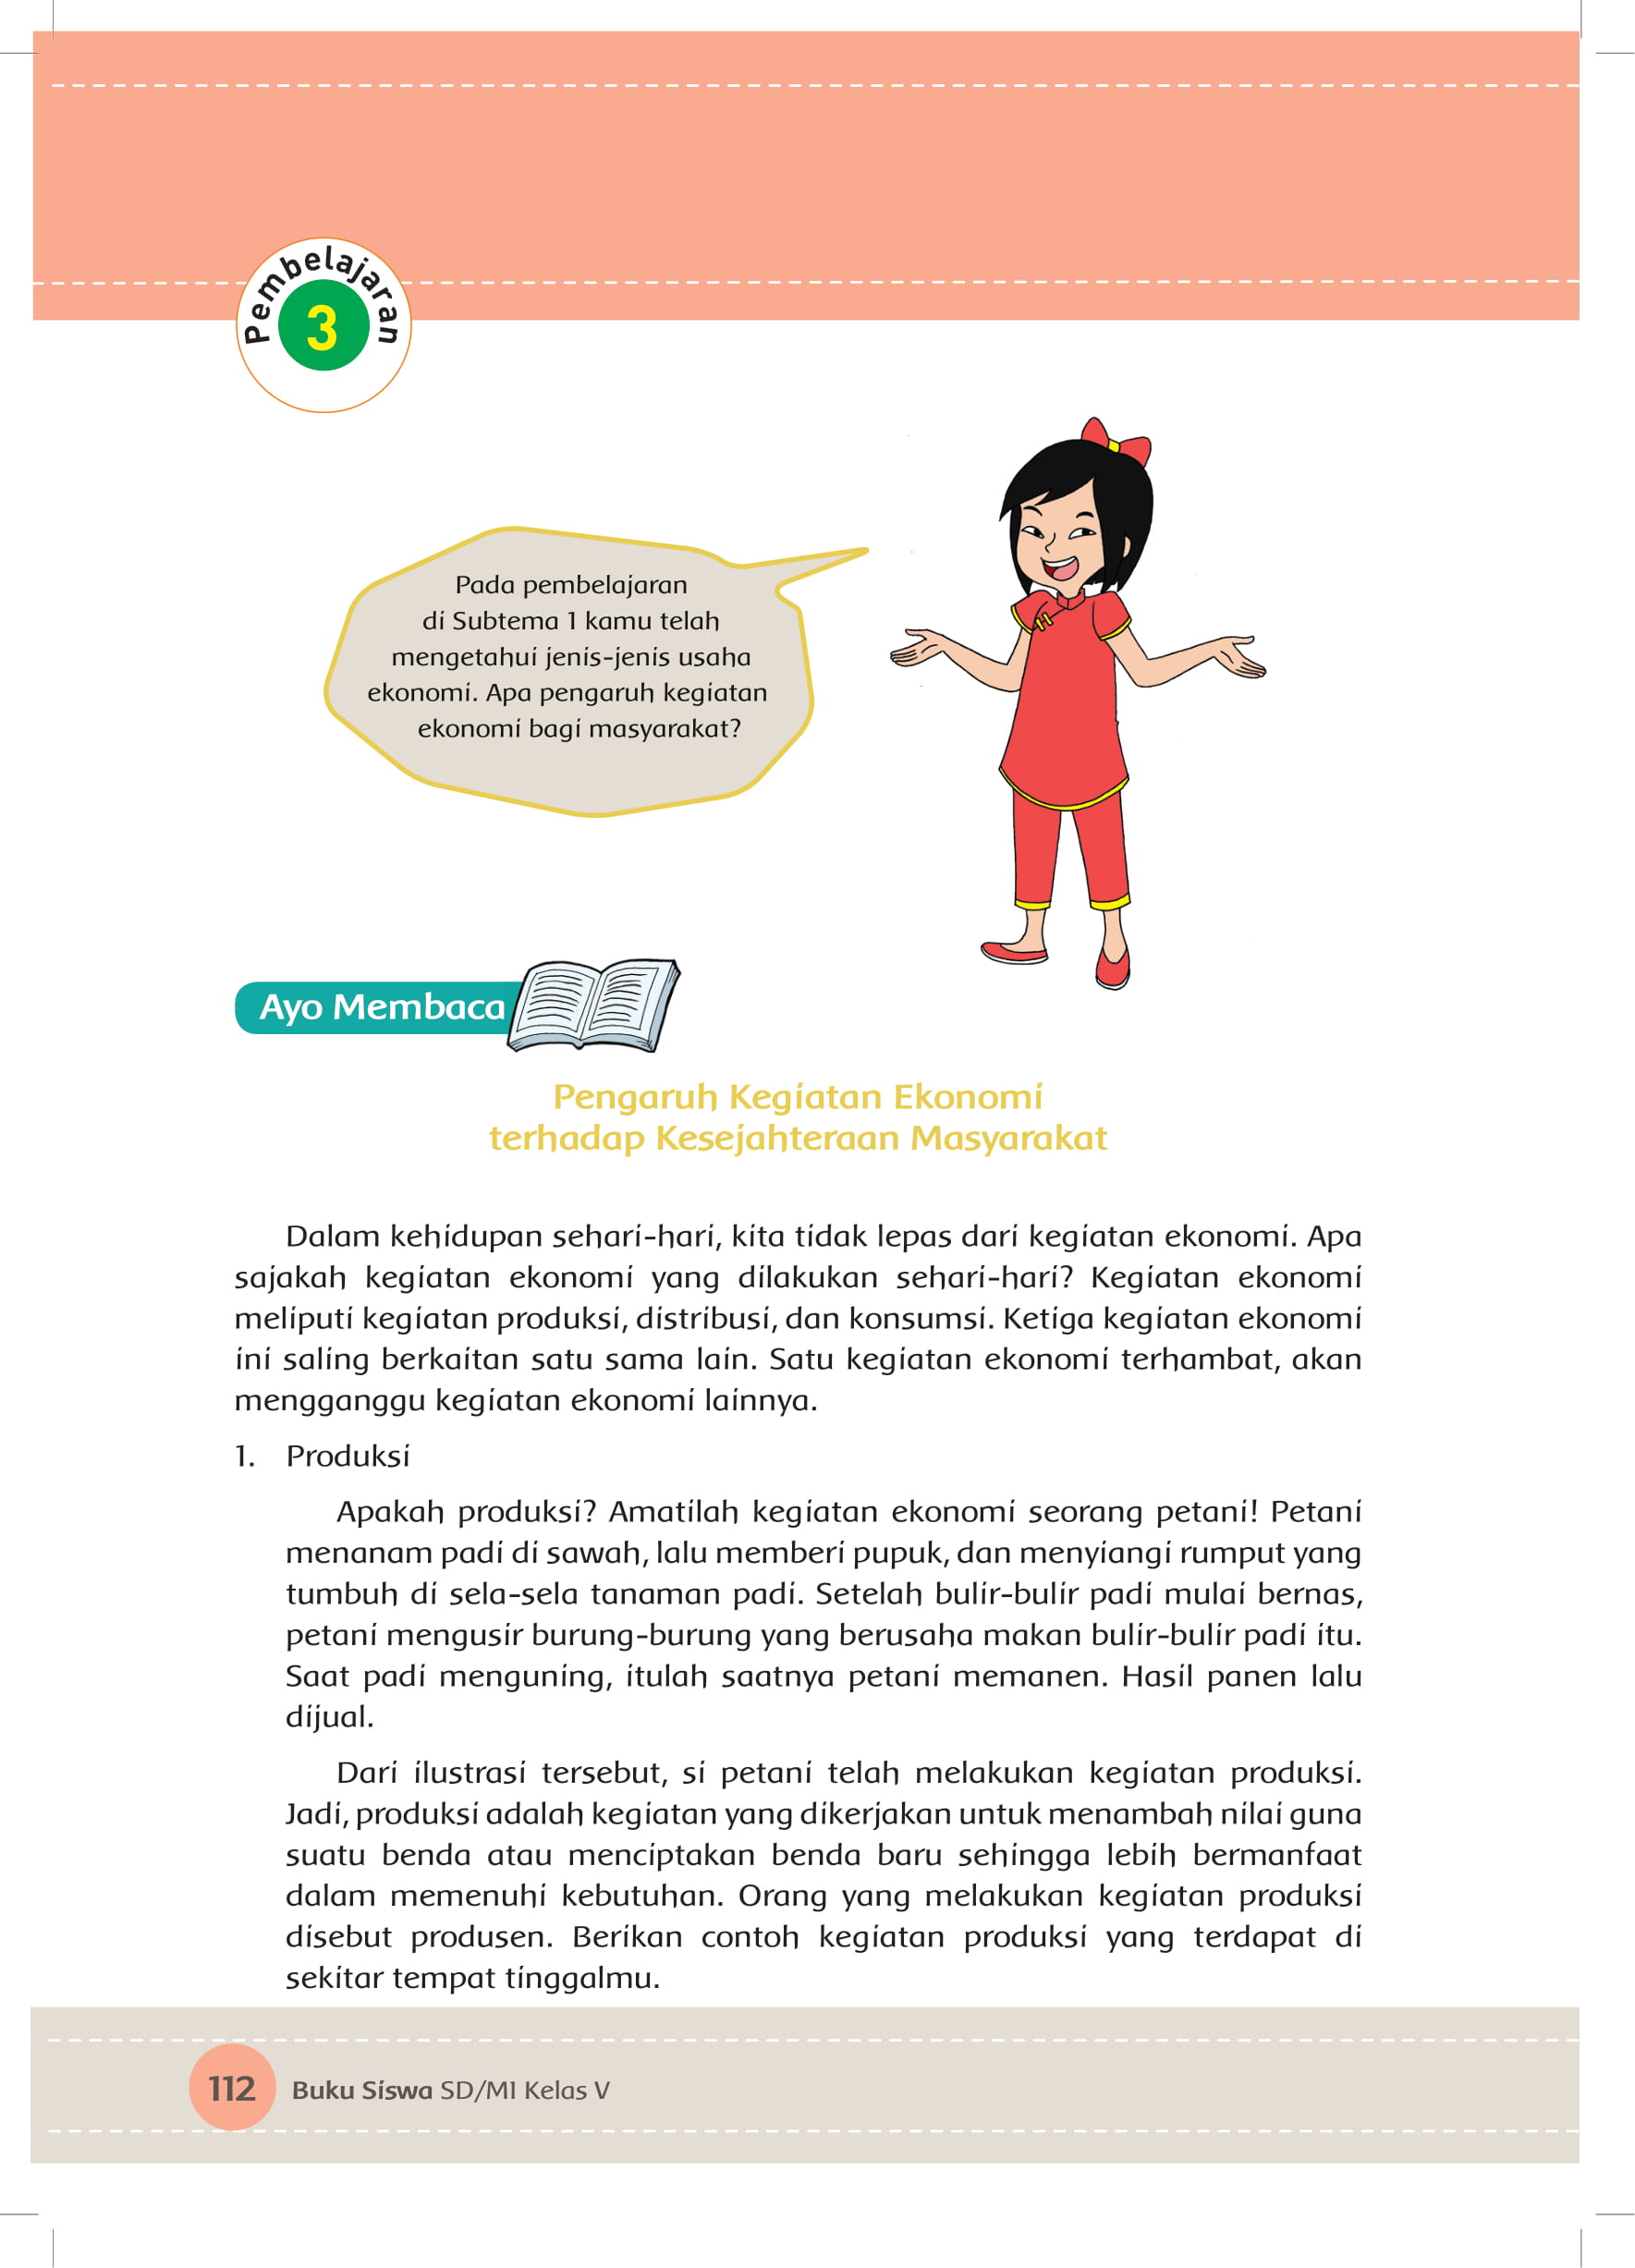 Pembelajaran
3
Pada pembelajaran
di Subtema 1 kamu telah
mengetahui jenis-jenis usaha
ekonomi. Apa pengaruh kegiatan
ekonomi bagi masyarakat?
Ayo Membaca
Pengaruh Kegiatan Ekonomi
terhadap Kesejahteraan Masyarakat
Dalam kehidupan sehari-hari, kita tidak lepas dari kegiatan ekonomi. Apa
sajakah kegiatan ekonomi yang dilakukan sehari-hari? Kegiatan ekonomi
meliputi kegiatan produksi, distribusi, dan konsumsi. Ketiga kegiatan ekonomi
ini saling berkaitan satu sama lain. Satu kegiatan ekonomi terhambat, akan
mengganggu kegiatan ekonomi lainnya.
1. Produksi
Apakah produksi? Amatilah kegiatan ekonomi seorang petani! Petani
menanam padi di sawah, lalu memberi pupuk, dan menyiangi rumput yang
tumbuh di sela-sela tanaman padi. Setelah bulir-bulir padi mulai bernas,
petani mengusir burung-burung yang berusaha makan bulir-bulir padi itu.
Saat padi menguning, itulah saatnya petani memanen. Hasil panen lalu
dijual.
Dari ilustrasi tersebut, si petani telah melakukan kegiatan produksi.
Jadi, produksi adalah kegiatan yang dikerjakan untuk menambah nilai guna
suatu benda atau menciptakan benda baru sehingga lebih bermanfaat
dalam memenuhi kebutuhan. Orang yang melakukan kegiatan produksi
disebut produsen. Berikan contoh kegiatan produksi yang terdapat di
sekitar tempat tinggalmu.
112 Buku Siswa SD/MI Kelas V